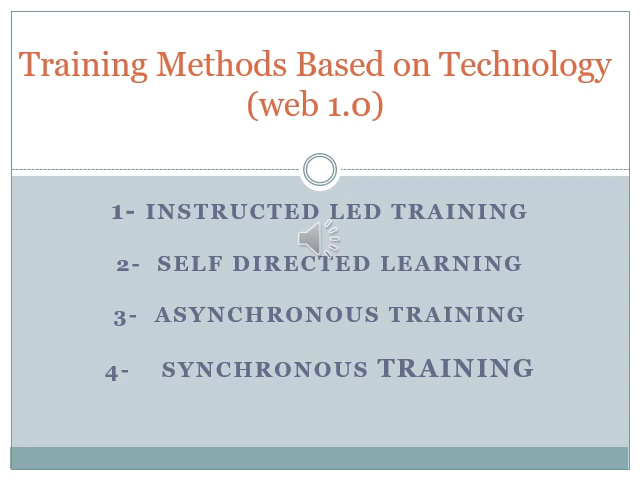 Training Methods Based on Technology
(web 1.0)
1- INSTRUCTED LED TRAINING
2- SELF DIRECTED LEARNING
3- ASYNCHRONOUS TRAINING
4- SYNCHRONOUS TRAINING